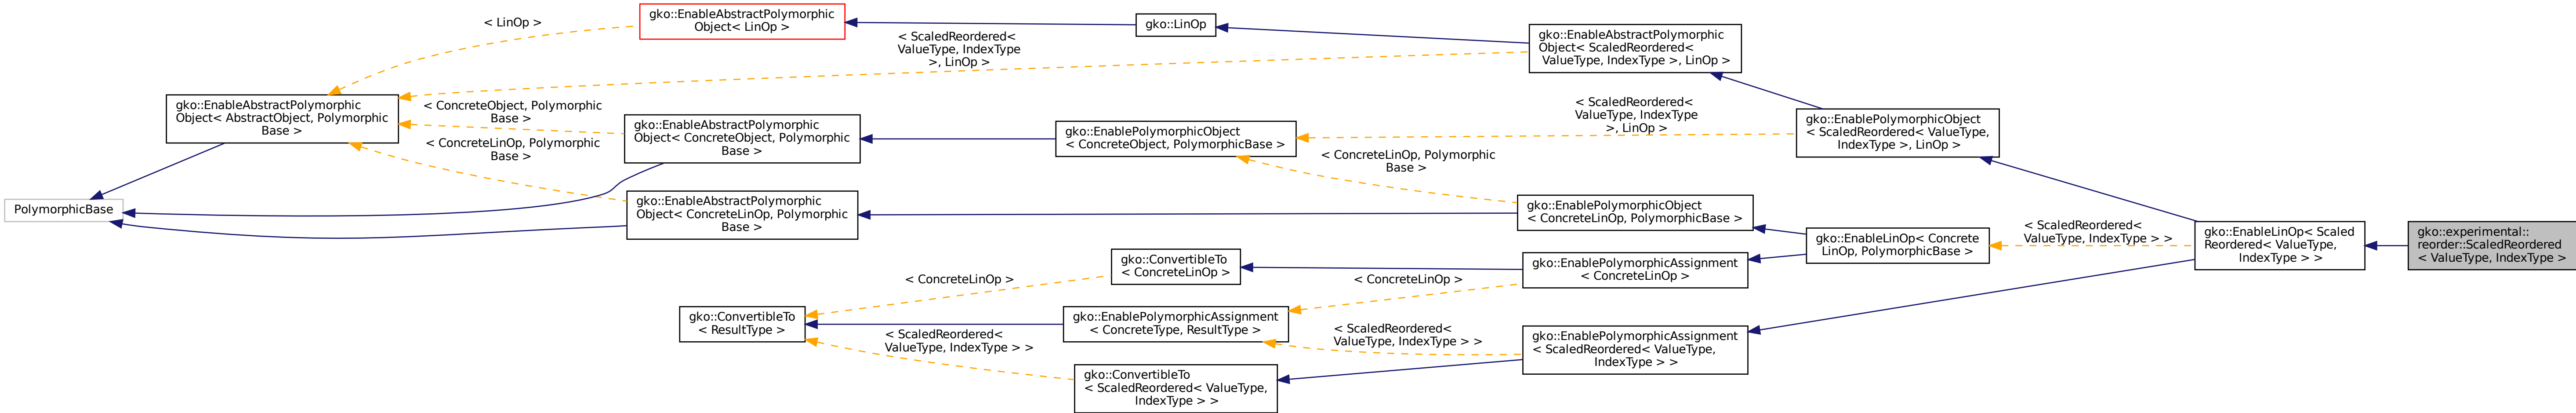 < LinOp >
gko::EnableAbstractPolymorphic
Object< LinOp >
gko::LinOp
< ScaledReordered<
ValueType, IndexType
>, LinOp >
gko::EnableAbstractPolymorphic
Object< ScaledReordered<
ValueType, IndexType >, LinOp >
gko::EnableAbstractPolymorphic
Object< AbstractObject, Polymorphic
Base >
< ConcreteObject, Polymorphic
Base >
< ConcreteLinOp, Polymorphic
Base >
gko::EnableAbstractPolymorphic
Object< ConcreteObject, Polymorphic
Base >
gko::EnablePolymorphicObject
< ConcreteObject, PolymorphicBase >
< ScaledReordered<
ValueType, IndexType
>, LinOp >
< ConcreteLinOp, Polymorphic
Base >
gko::EnablePolymorphicObject
< ScaledReordered< ValueType,
IndexType >, LinOp >
PolymorphicBase
gko::EnableAbstractPolymorphic
Object< ConcreteLinOp, Polymorphic
Base >
gko::EnablePolymorphicObject
< ConcreteLinOp, PolymorphicBase >
gko::EnableLinOp< Concrete
LinOp, PolymorphicBase >
< ScaledReordered<
ValueType, IndexType > >
gko::EnableLinOp< Scaled
Reordered< ValueType,
IndexType > >
gko::experimental::
reorder::ScaledReordered
< ValueType, IndexType >
< ConcreteLinOp >
gko::ConvertibleTo
< ConcreteLinOp >
< ConcreteLinOp >
gko::EnablePolymorphicAssignment
< ConcreteLinOp >
gko::ConvertibleTo
< ResultType >
gko::EnablePolymorphicAssignment
< ConcreteType, ResultType >
< ScaledReordered<
ValueType, IndexType > >
< ScaledReordered<
ValueType, IndexType > >
gko::EnablePolymorphicAssignment
< ScaledReordered< ValueType,
IndexType > >
gko::ConvertibleTo
< ScaledReordered< ValueType,
IndexType > >